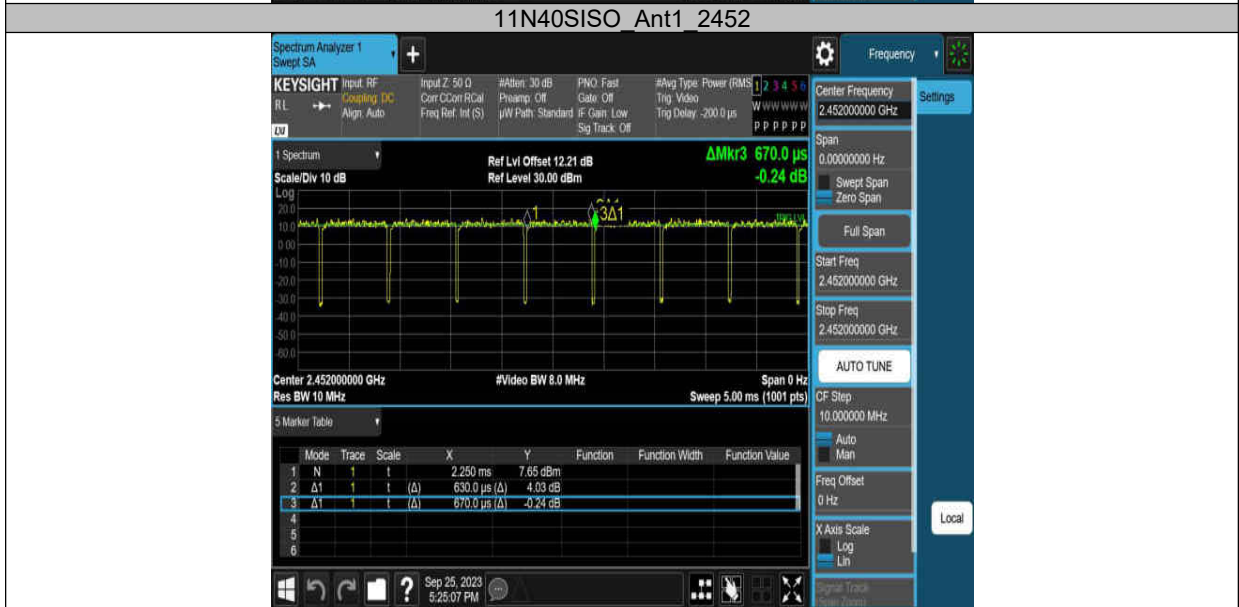 11N40SISO_Ant1_2452
Spectrum Analyzer 1
Swept SA
+
Frequency
KEYSIGHT
RL
LXI
Input: RF
Coupling: DC
Align: Auto
Input Z: 50 Ω
Corr CCorr RCal
Freq Ref: Int (S)
#Atten: 30 dB
Preamp: Off
µW Path: Standard
PNO: Fast
Gate: Off
IF Gain: Low
Sig Track: Off
#Avg Type: Power (RMS
Trig: Video
Trig Delay: -200.0 µs
1 2 3 4 5 6
W W W W W W
P P P P P P
Center Frequency
2.452000000 GHz
Settings
Span
0.00000000 Hz
Swept Span
Zero Span
Full Span
Start Freq
2.452000000 GHz
Stop Freq
2.452000000 GHz
AUTO TUNE
CF Step
10.000000 MHz
Auto
Man
Freq Offset
0 Hz
X Axis Scale
Log
Lin
Signal Track
(Span Zoom)
Local
1 Spectrum
Scale/Div 10 dB
Ref Lvl Offset 12.21 dB
Ref Level 30.00 dBm
ΔMkr3 670.0 µs
-0.24 dB
Log
20.0
10.0
0.00
-10.0
-20.0
-30.0
-40.0
-50.0
-60.0
1
3Δ1
TRIG LVL
Center 2.452000000 GHz
#Video BW 8.0 MHz
Span 0 Hz
Res BW 10 MHz
Sweep 5.00 ms (1001 pts)
5 Marker Table
Mode Trace Scale X Y Function Function Width Function Value
1 N 1 t 2.250 ms 7.65 dBm
2 Δ1 1 t (Δ) 630.0 µs (Δ) 4.03 dB
3 Δ1 1 t (Δ) 670.0 µs (Δ) -0.24 dB
4
5
6
?
Sep 25, 2023
5:25:07 PM